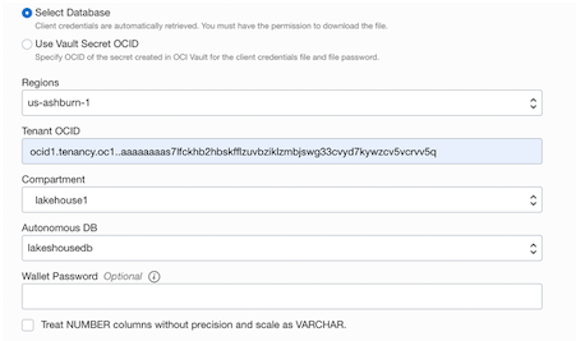 Select Database
Client credentials are automatically retrieved. You must have the permission to download the file.
Use Vault Secret OCID
Specify OCID of the secret created in OCI Vault for the client credentials file and file password.
Regions
us-ashburn-1
Tenant OCID
ocid1.tenancy.oc1..aaaaaaaas7lfckhb2hbskfflzuvbziklzmbjswg33cvyd7kywzcv5vcrvv5q
Compartment
lakehouse1
Autonomous DB
lakeshousedb
Wallet Password Optional
Treat NUMBER columns without precision and scale as VARCHAR.